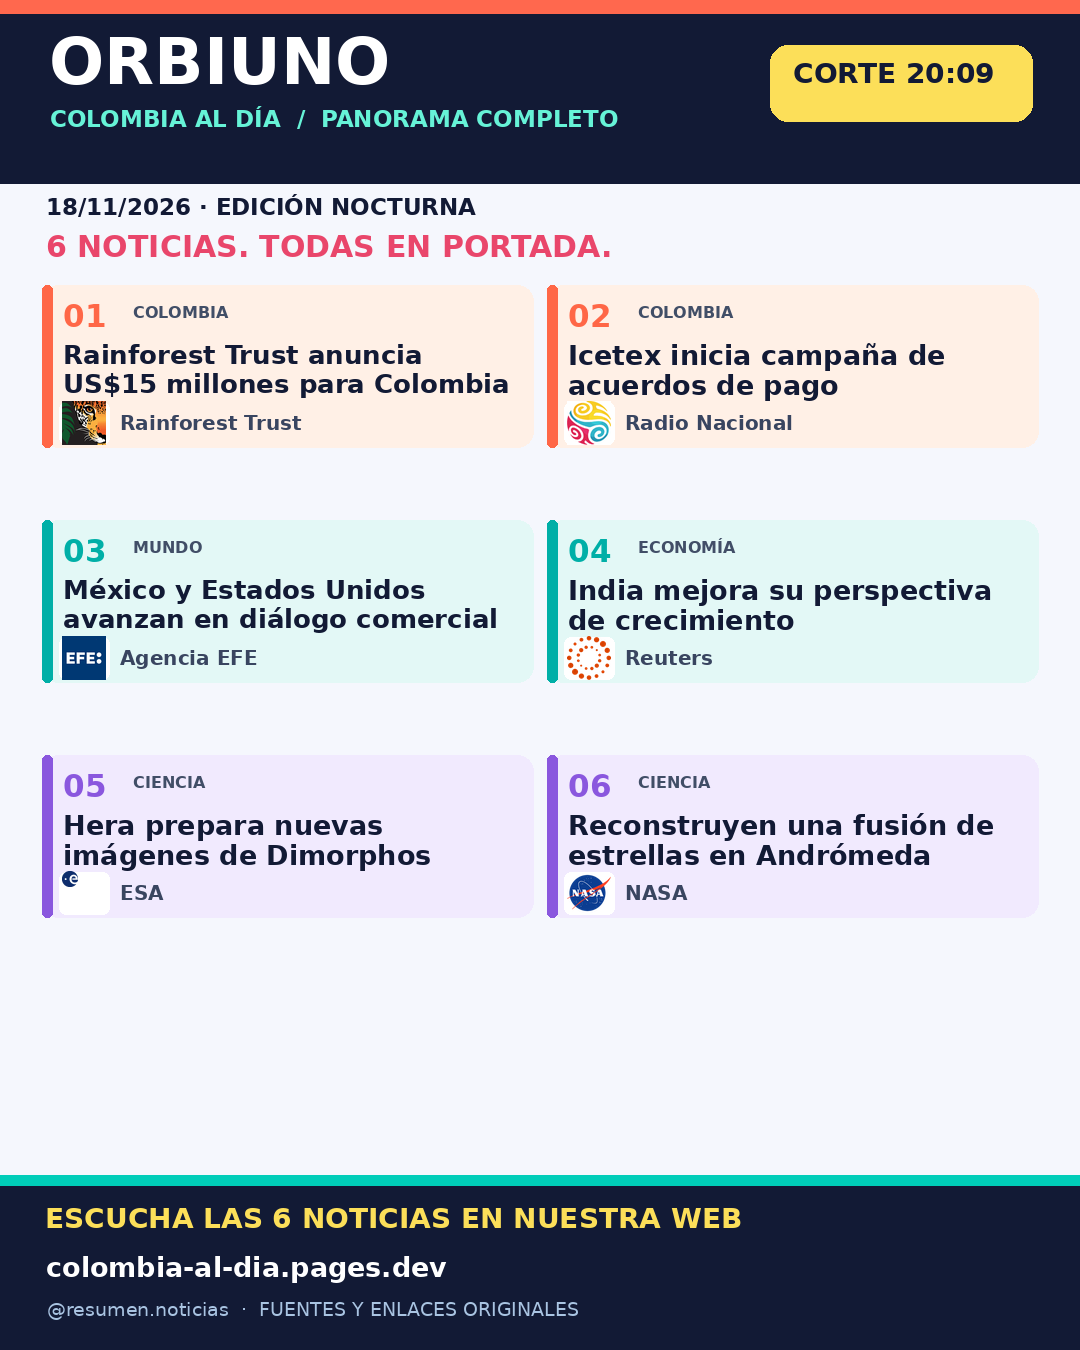 ORBIUNO
CORTE 20:09
COLOMBIA AL DÍA / PANORAMA COMPLETO
18/11/2026 · EDICIÓN NOCTURNA
6 NOTICIAS. TODAS EN PORTADA.
01 COLOMBIA
Rainforest Trust anuncia
US$15 millones para Colombia
Rainforest Trust
02 COLOMBIA
Icetex inicia campaña de
acuerdos de pago
Radio Nacional
03 MUNDO
México y Estados Unidos
avanzan en diálogo comercial
EFE:
Agencia EFE
04 ECONOMÍA
India mejora su perspectiva
de crecimiento
Reuters
05 CIENCIA
Hera prepara nuevas
imágenes de Dimorphos
e
ESA
06 CIENCIA
Reconstruyen una fusión de
estrellas en Andrómeda
NASA
NASA
ESCUCHA LAS 6 NOTICIAS EN NUESTRA WEB
colombia-al-dia.pages.dev
@resumen.noticias · FUENTES Y ENLACES ORIGINALES